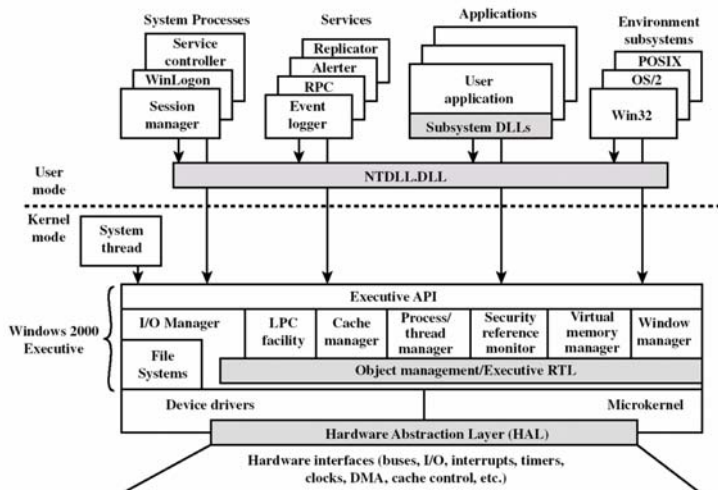 System Processes
Services
Applications
Environment
subsystems
Service
controller
WinLogon
Session
manager
Replicator
Alerter
RPC
Event
logger
User
application
Subsystem DLLs
POSIX
OS/2
Win32
User
mode
NTDLL.DLL
Kernel
mode
System
thread
Executive API
Windows 2000
Executive
I/O Manager
LPC
facility
Cache
manager
Process/
thread
manager
Security
reference
monitor
Virtual
memory
manager
Window
manager
File
Systems
Object management/Executive RTL
Device drivers
Microkernel
Hardware Abstraction Layer (HAL)
Hardware interfaces (buses, I/O, interrupts, timers,
clocks, DMA, cache control, etc.)